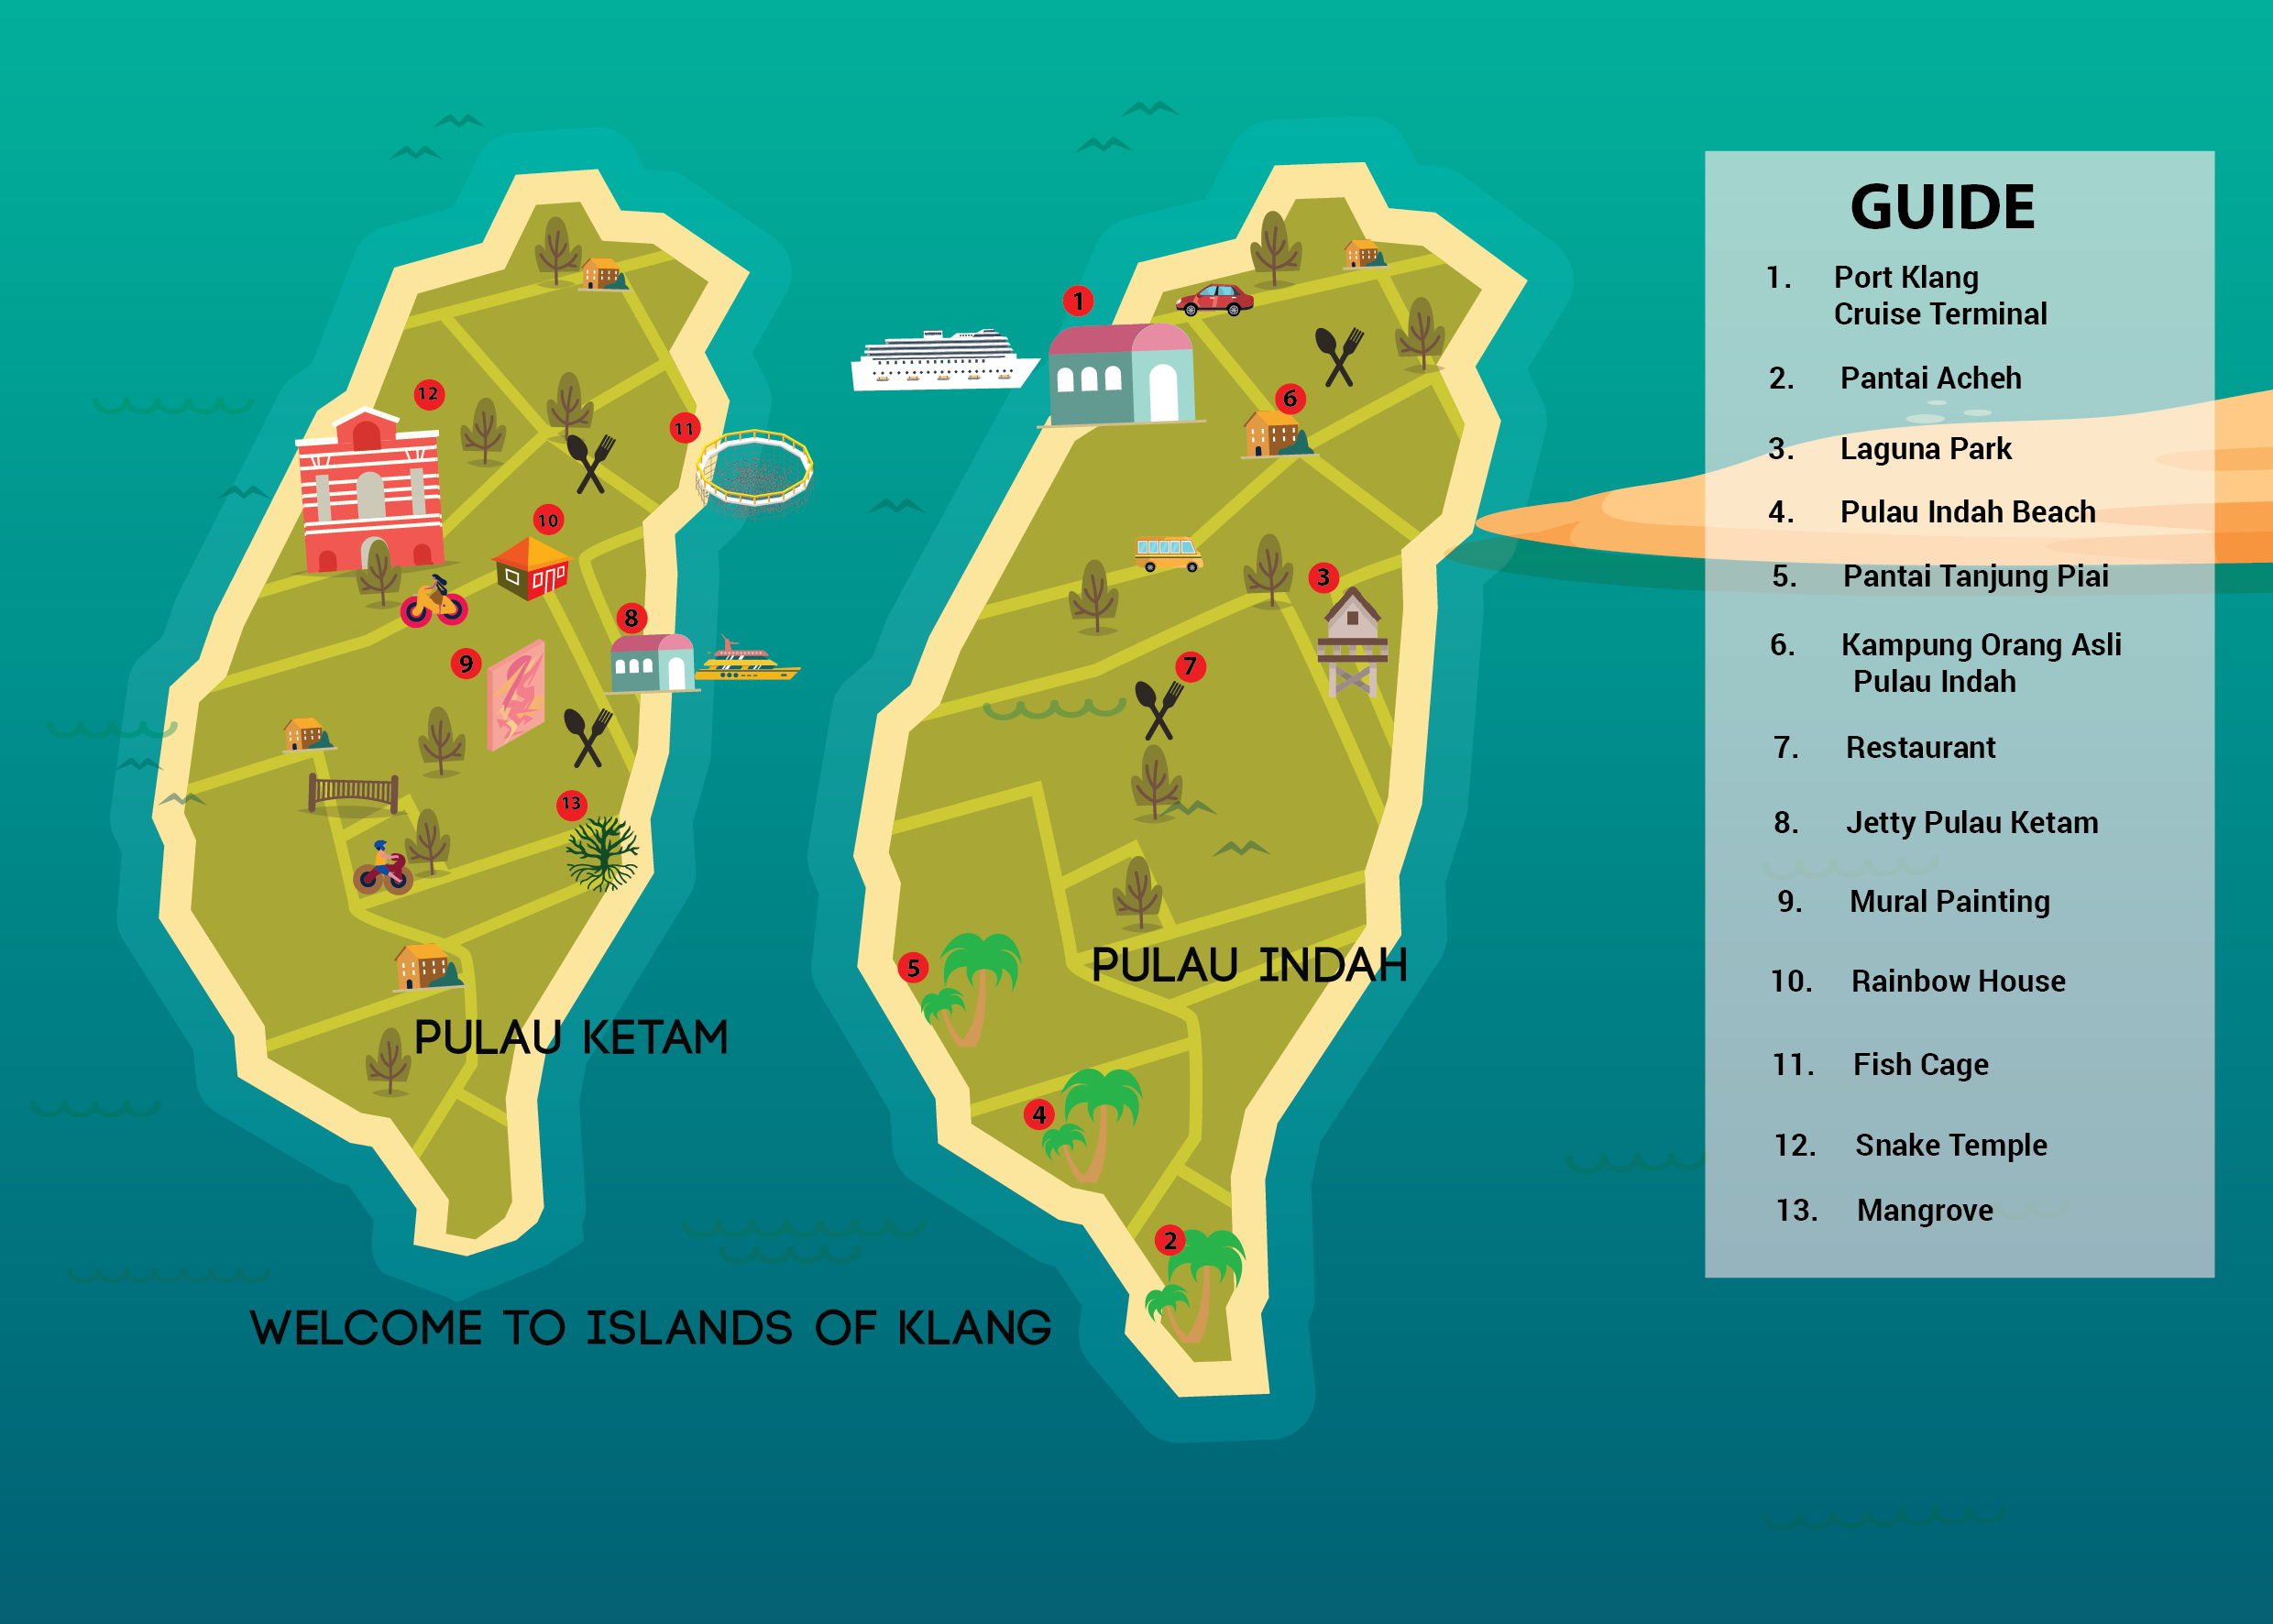 GUIDE
1. Port Klang
Cruise Terminal
2. Pantai Acheh
3. Laguna Park
4. Pulau Indah Beach
5. Pantai Tanjung Piai
6. Kampung Orang Asli
Pulau Indah
7. Restaurant
8. Jetty Pulau Ketam
9. Mural Painting
10. Rainbow House
11. Fish Cage
12. Snake Temple
13. Mangrove
12
11
10
8
9
13
PULAU KETAM
1
6
3
7
5
PULAU INDAH
4
2
WELCOME TO ISLANDS OF KLANG